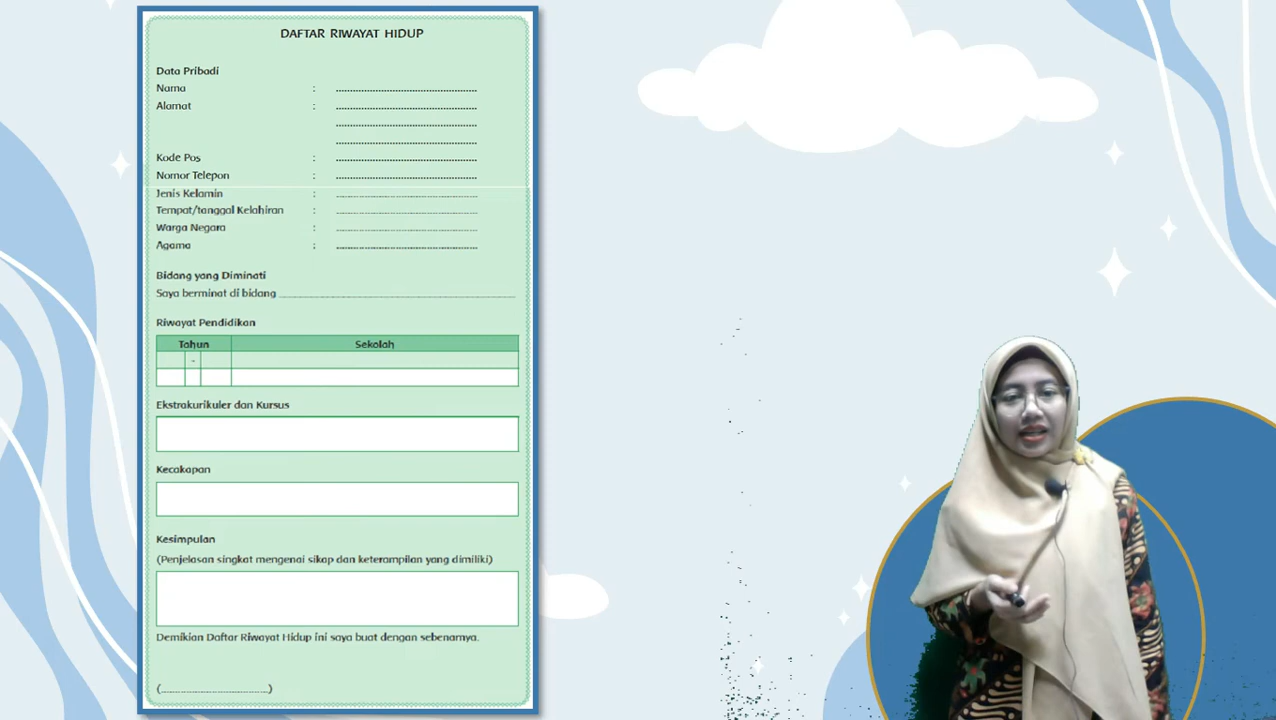 DAFTAR RIWAYAT HIDUP
Data Pribadi
Nama : ........................................
Alamat : ........................................
........................................
........................................
Kode Pos : ........................................
Nomor Telepon : ........................................
Jenis Kelamin : ........................................
Tempat/tanggal Kelahiran : ........................................
Warga Negara : ........................................
Agama : ........................................
Bidang yang Diminati
Saya berminat di bidang ........................................
Riwayat Pendidikan
Tahun Sekolah
-
Ekstrakurikuler dan Kursus
Kecakapan
Kesimpulan
(Penjelasan singkat mengenai sikap dan keterampilan yang dimiliki)
Demikian Daftar Riwayat Hidup ini saya buat dengan sebenarnya.
(........................................)